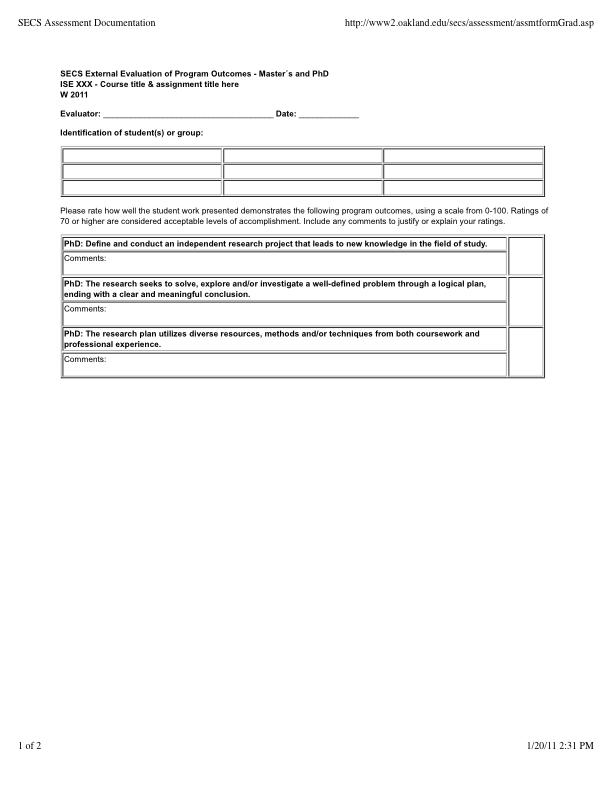 SECS Assessment Documentation http://www2.oakland.edu/secs/assessment/assmtformGrad.asp
SECS External Evaluation of Program Outcomes - Master´s and PhD
ISE XXX - Course title & assignment title here
W 2011
Evaluator: ____________________________________ Date: _____________
Identification of student(s) or group:
Please rate how well the student work presented demonstrates the following program outcomes, using a scale from 0-100. Ratings of
70 or higher are considered acceptable levels of accomplishment. Include any comments to justify or explain your ratings.
PhD: Define and conduct an independent research project that leads to new knowledge in the field of study.
Comments:
PhD: The research seeks to solve, explore and/or investigate a well-defined problem through a logical plan,
ending with a clear and meaningful conclusion.
Comments:
PhD: The research plan utilizes diverse resources, methods and/or techniques from both coursework and
professional experience.
Comments:
1 of 2 1/20/11 2:31 PM